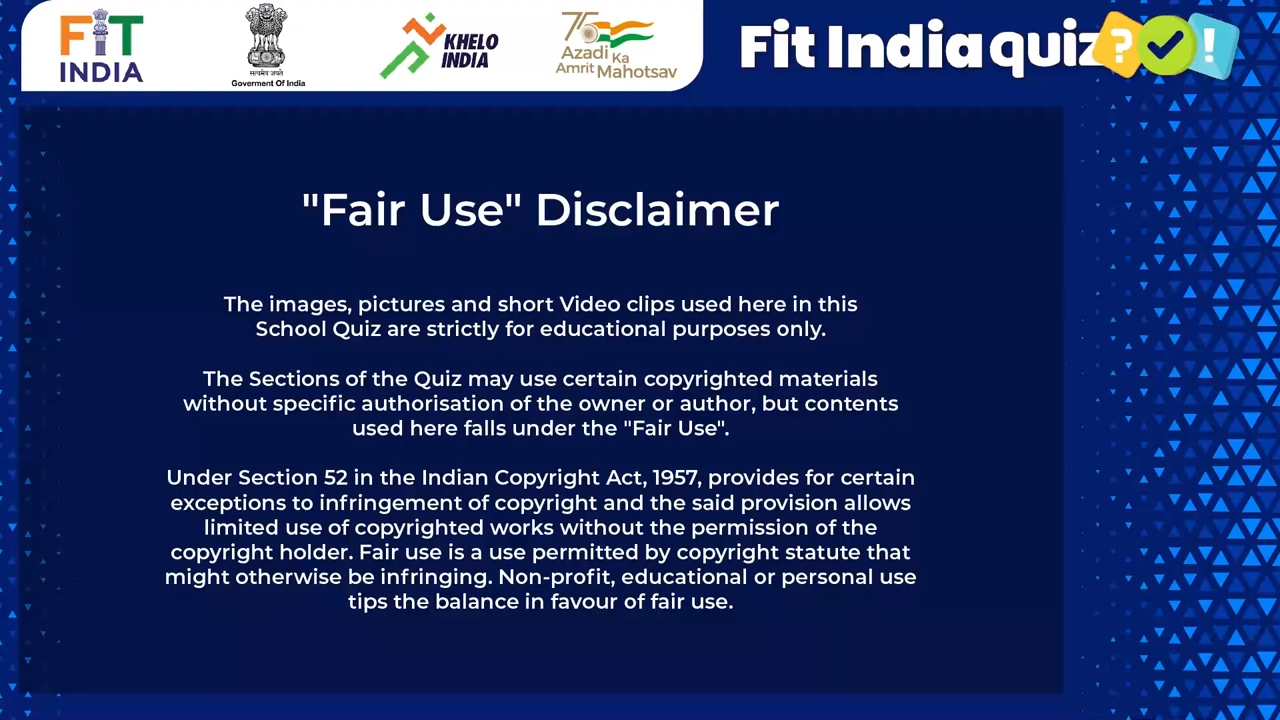 FIT
INDIA
सत्यमेव जयते
Goverment Of India
KHELO
INDIA
75
Azadi Ka
Amrit Mahotsav
Fit India quiz?!
"Fair Use" Disclaimer
The images, pictures and short Video clips used here in this
School Quiz are strictly for educational purposes only.
The Sections of the Quiz may use certain copyrighted materials
without specific authorisation of the owner or author, but contents
used here falls under the "Fair Use".
Under Section 52 in the Indian Copyright Act, 1957, provides for certain
exceptions to infringement of copyright and the said provision allows
limited use of copyrighted works without the permission of the
copyright holder. Fair use is a use permitted by copyright statute that
might otherwise be infringing. Non-profit, educational or personal use
tips the balance in favour of fair use.